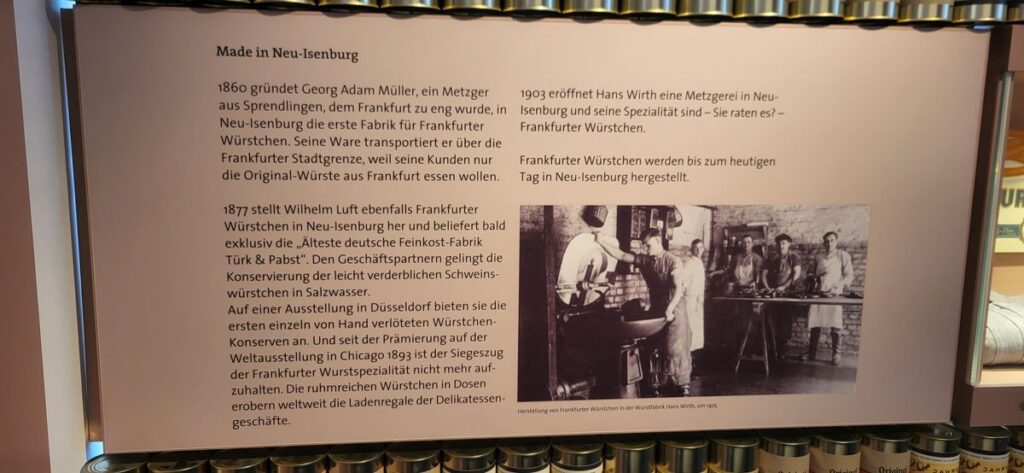 Made in Neu-Isenburg
1860 gründet Georg Adam Müller, ein Metzger
aus Sprendlingen, dem Frankfurt zu eng wurde, in
Neu-Isenburg die erste Fabrik für Frankfurter
Würstchen. Seine Ware transportiert er über die
Frankfurter Stadtgrenze, weil seine Kunden nur
die Original-Würste aus Frankfurt essen wollen.
1877 stellt Wilhelm Luft ebenfalls Frankfurter
Würstchen in Neu-Isenburg her und beliefert bald
exklusiv die „Älteste deutsche Feinkost-Fabrik
Türk & Pabst“. Den Geschäftspartnern gelingt die
Konservierung der leicht verderblichen Schweins-
würstchen in Salzwasser.
Auf einer Ausstellung in Düsseldorf bieten sie die
ersten einzeln von Hand verlöteten Würstchen-
Konserven an. Und seit der Prämierung auf der
Weltausstellung in Chicago 1893 ist der Siegeszug
der Frankfurter Wurstspezialität nicht mehr auf-
zuhalten. Die ruhmreichen Würstchen in Dosen
erobern weltweit die Ladenregale der Delikatessen-
geschäfte.
1903 eröffnet Hans Wirth eine Metzgerei in Neu-
Isenburg und seine Spezialität sind – Sie raten es? –
Frankfurter Würstchen.
Frankfurter Würstchen werden bis zum heutigen
Tag in Neu-Isenburg hergestellt.
Herstellung von Frankfurter Würstchen in der Wurstfabrik Hans Wirth, um 1925